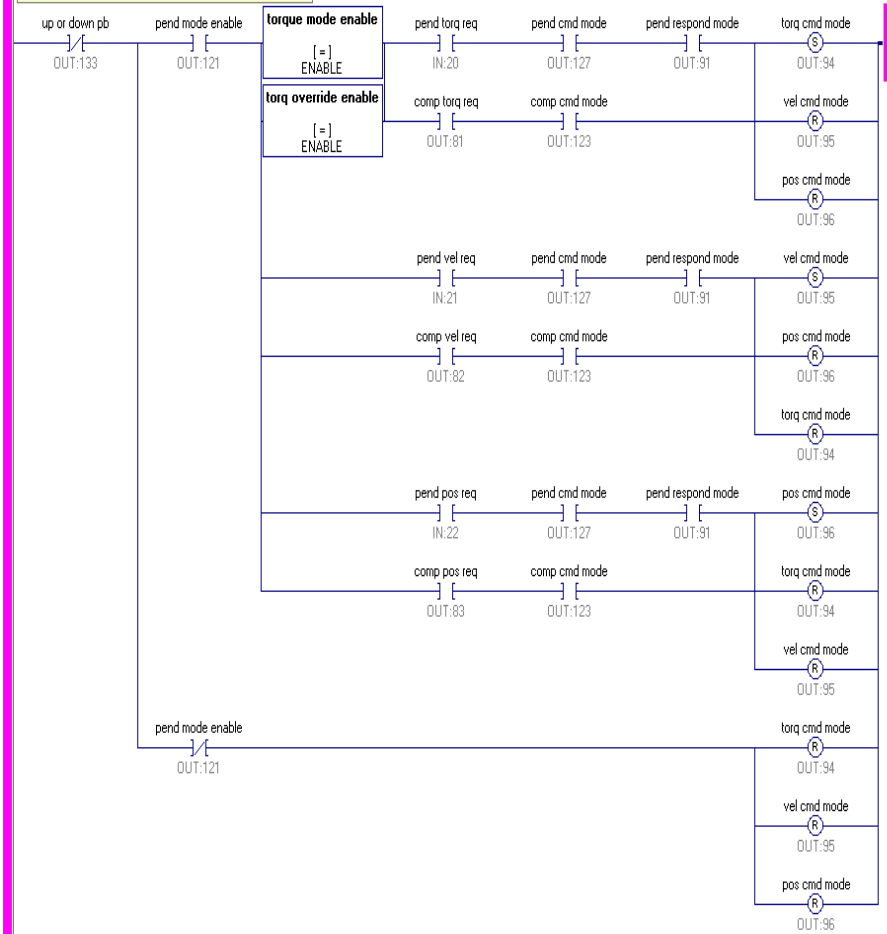 up or down pb pend mode enable torque mode enable pend torq req pend cmd mode pend respond mode torq cmd mode
[ = ] S
OUT:133 OUT:121 ENABLE IN:20 OUT:127 OUT:91 OUT:94
torq override enable comp torq req comp cmd mode vel cmd mode
[ = ] R
ENABLE OUT:81 OUT:123 OUT:95
pos cmd mode
R
OUT:96
pend vel req pend cmd mode pend respond mode vel cmd mode
S
IN:21 OUT:127 OUT:91 OUT:95
comp vel req comp cmd mode pos cmd mode
R
OUT:82 OUT:123 OUT:96
torq cmd mode
R
OUT:94
pend pos req pend cmd mode pend respond mode pos cmd mode
S
IN:22 OUT:127 OUT:91 OUT:96
comp pos req comp cmd mode torq cmd mode
R
OUT:83 OUT:123 OUT:94
vel cmd mode
R
OUT:95
pend mode enable torq cmd mode
R
OUT:121 OUT:94
vel cmd mode
R
OUT:95
pos cmd mode
R
OUT:96